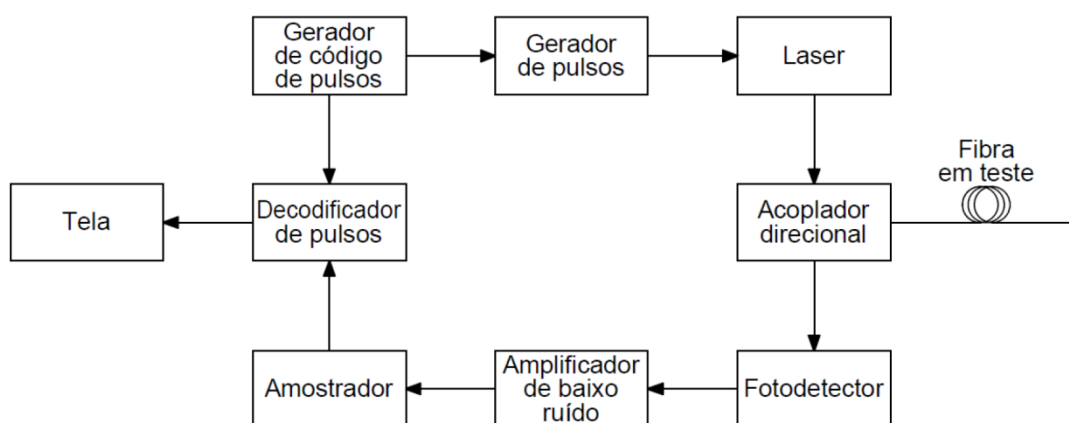 Gerador
de código
de pulsos
Gerador
de pulsos
Laser
Fibra
em teste
Tela
Decodificador
de pulsos
Acoplador
direcional
Amostrador
Amplificador
de baixo
ruído
Fotodetector